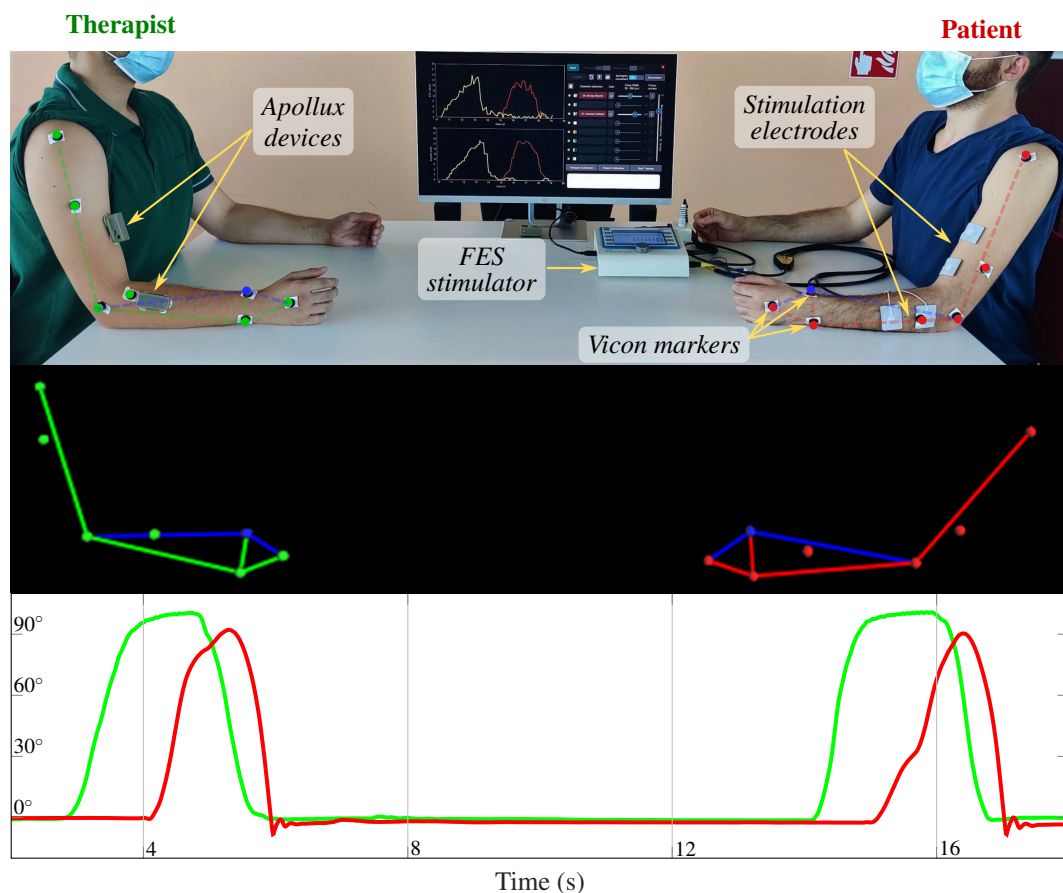 Therapist
Patient
Apollux
devices
Stimulation
electrodes
FES
stimulator
Vicon markers
90°
60°
30°
0°
4
8
12
16
Time (s)